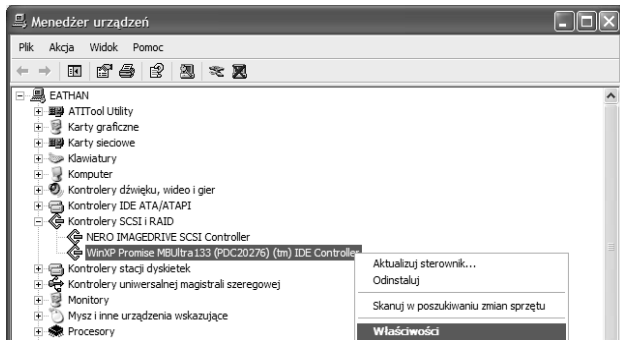 Menedżer urządzeń
Plik Akcja Widok Pomoc
EATHAN
ATITool Utility
Karty graficzne
Karty sieciowe
Klawiatury
Komputer
Kontrolery dźwięku, wideo i gier
Kontrolery IDE ATA/ATAPI
Kontrolery SCSI i RAID
NERO IMAGEDRIVE SCSI Controller
WinXP Promise MBUltra133 (PDC20276) (tm) IDE Controller
Kontrolery stacji dyskietek
Kontrolery uniwersalnej magistrali szeregowej
Monitory
Mysz i inne urządzenia wskazujące
Procesory
Aktualizuj sterownik...
Odinstaluj
Skanuj w poszukiwaniu zmian sprzętu
Właściwości